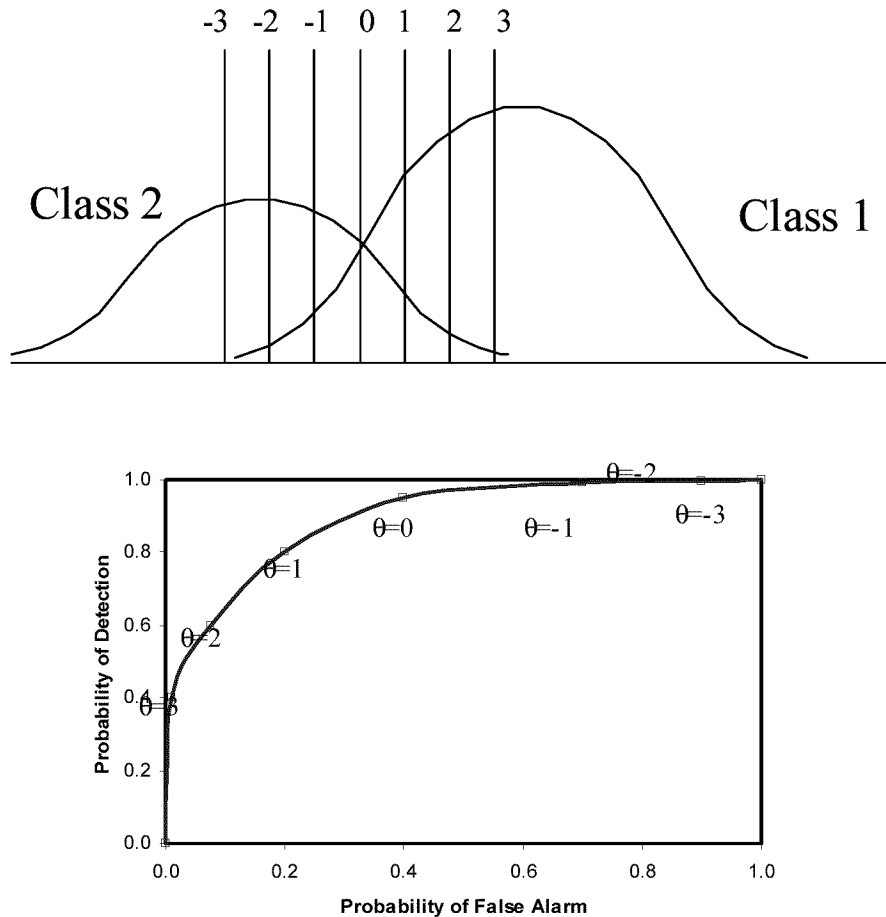 -3 -2 -1 0 1 2 3
Class 2
Class 1
1.0
θ=-2
θ=-3
θ=0
θ=-1
0.8
θ=1
0.6
θ=2
0.4
θ=3
0.2
0.0
Probability of Detection
0.0 0.2 0.4 0.6 0.8 1.0
Probability of False Alarm